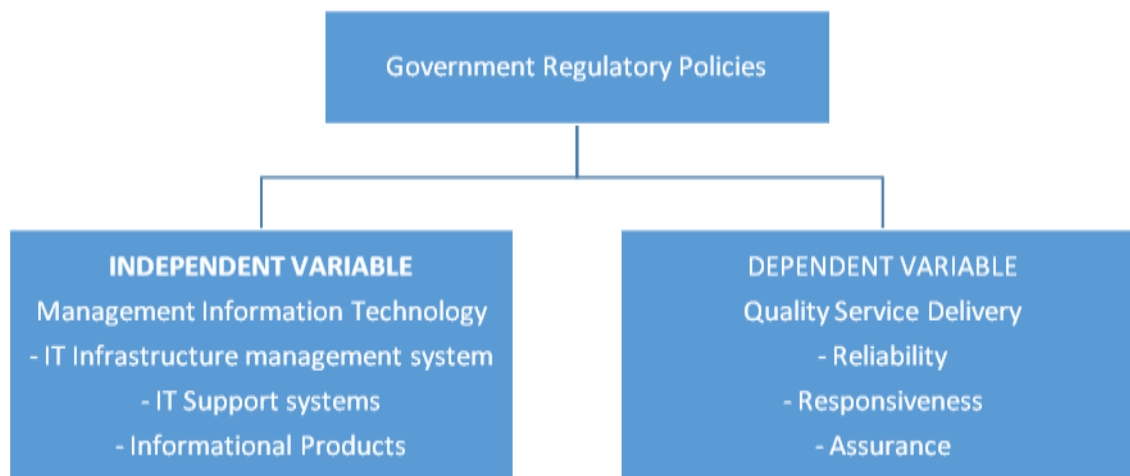 Government Regulatory Policies
INDEPENDENT VARIABLE
Management Information Technology
- IT Infrastructure management system
- IT Support systems
- Informational Products
DEPENDENT VARIABLE
Quality Service Delivery
- Reliability
- Responsiveness
- Assurance